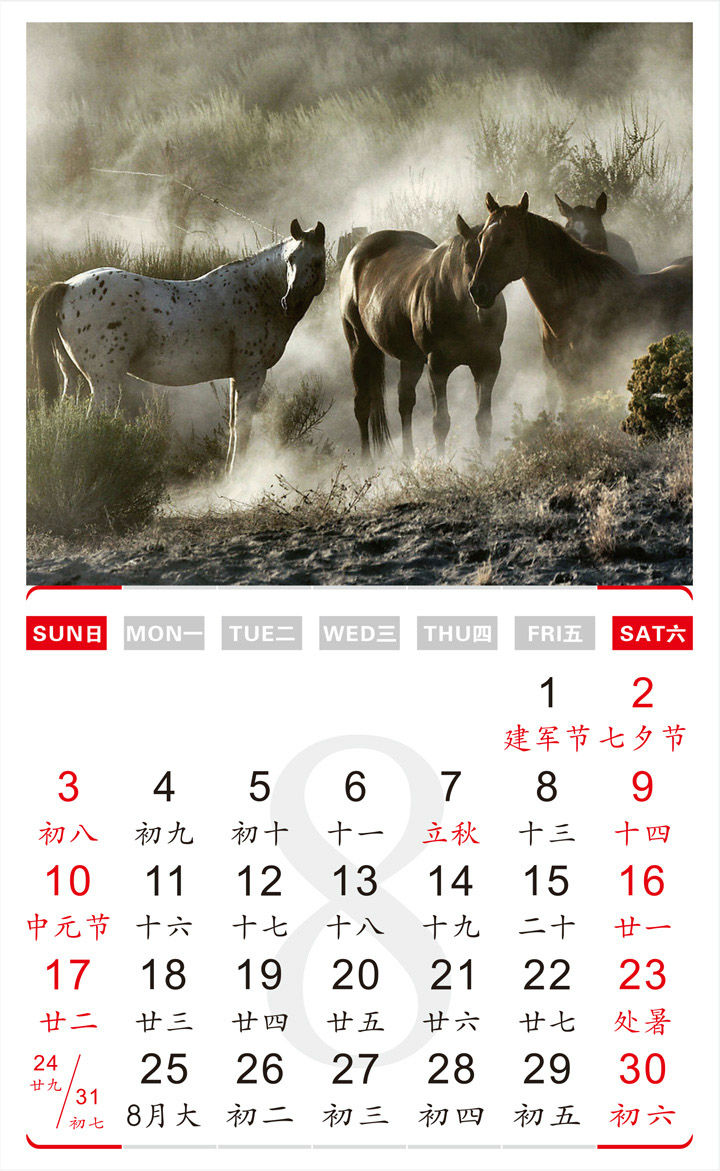 SUN日 MON一 TUE二 WED三 THU四 FRI五 SAT六
1 2
建军节 七夕节
3 4 5 6 7 8 9
初八 初九 初十 十一 立秋 十三 十四
10 11 12 13 14 15 16
中元节 十六 十七 十八 十九 二十 廿一
8
17 18 19 20 21 22 23
廿二 廿三 廿四 廿五 廿六 廿七 处暑
24/31 25 26 27 28 29 30
廿九 初七 8月大 初二 初三 初四 初五 初六